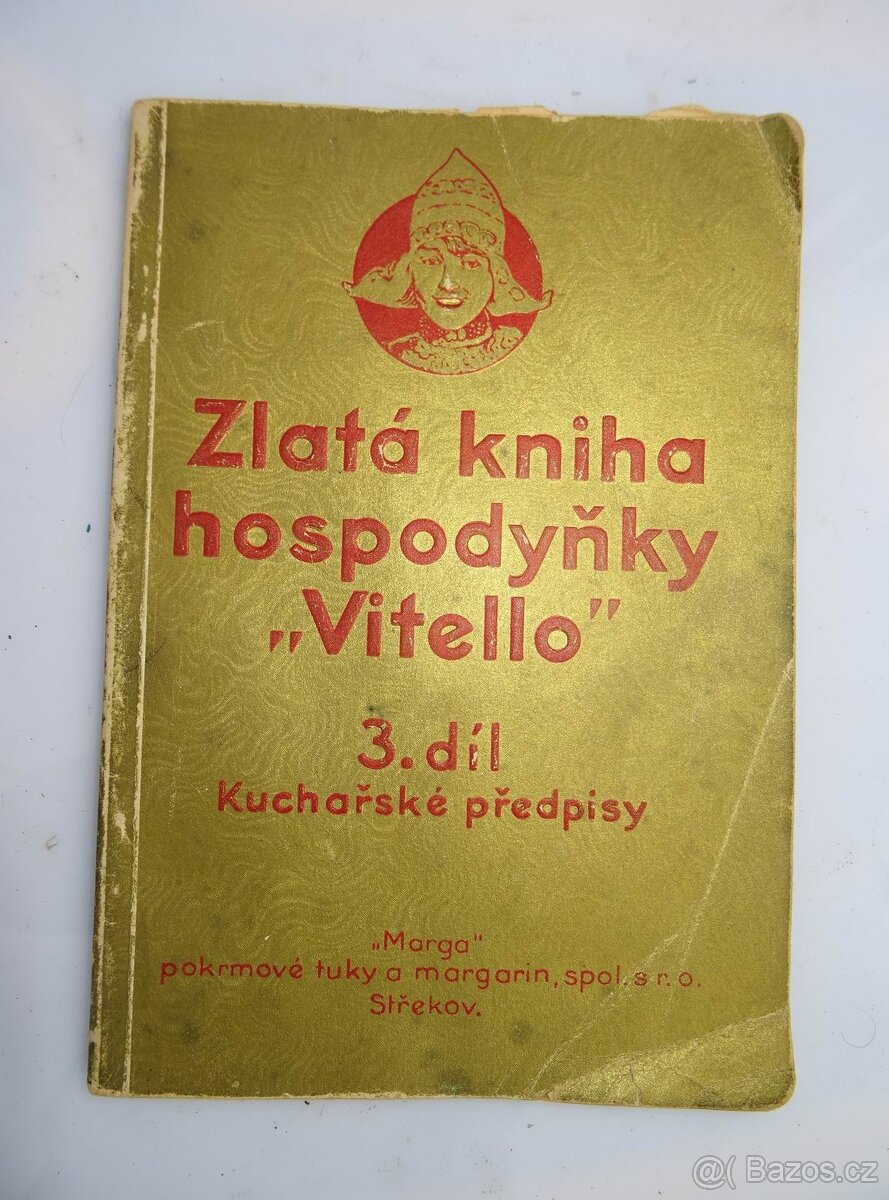 Zlatá kniha
hospodyňky
„Vitello"
3. díl
Kuchařské předpisy
„Marga"
pokrmové tuky a margarin, spol. s r. o.
Střekov.
@( Bazos.cz